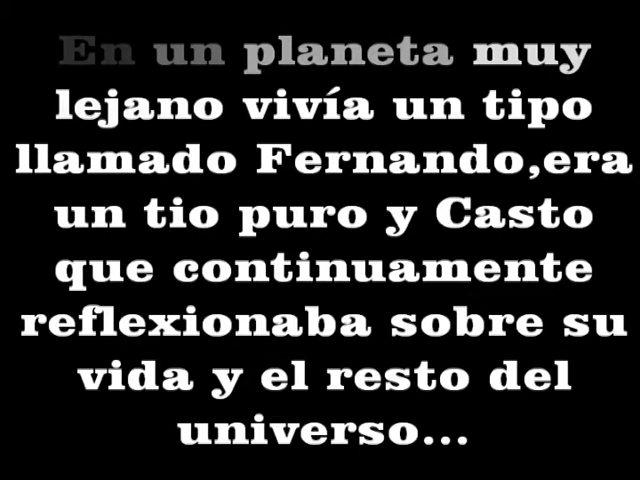 En un planeta muy
lejano vivía un tipo
llamado Fernando,era
un tio puro y Casto
que continuamente
reflexionaba sobre su
vida y el resto del
universo...